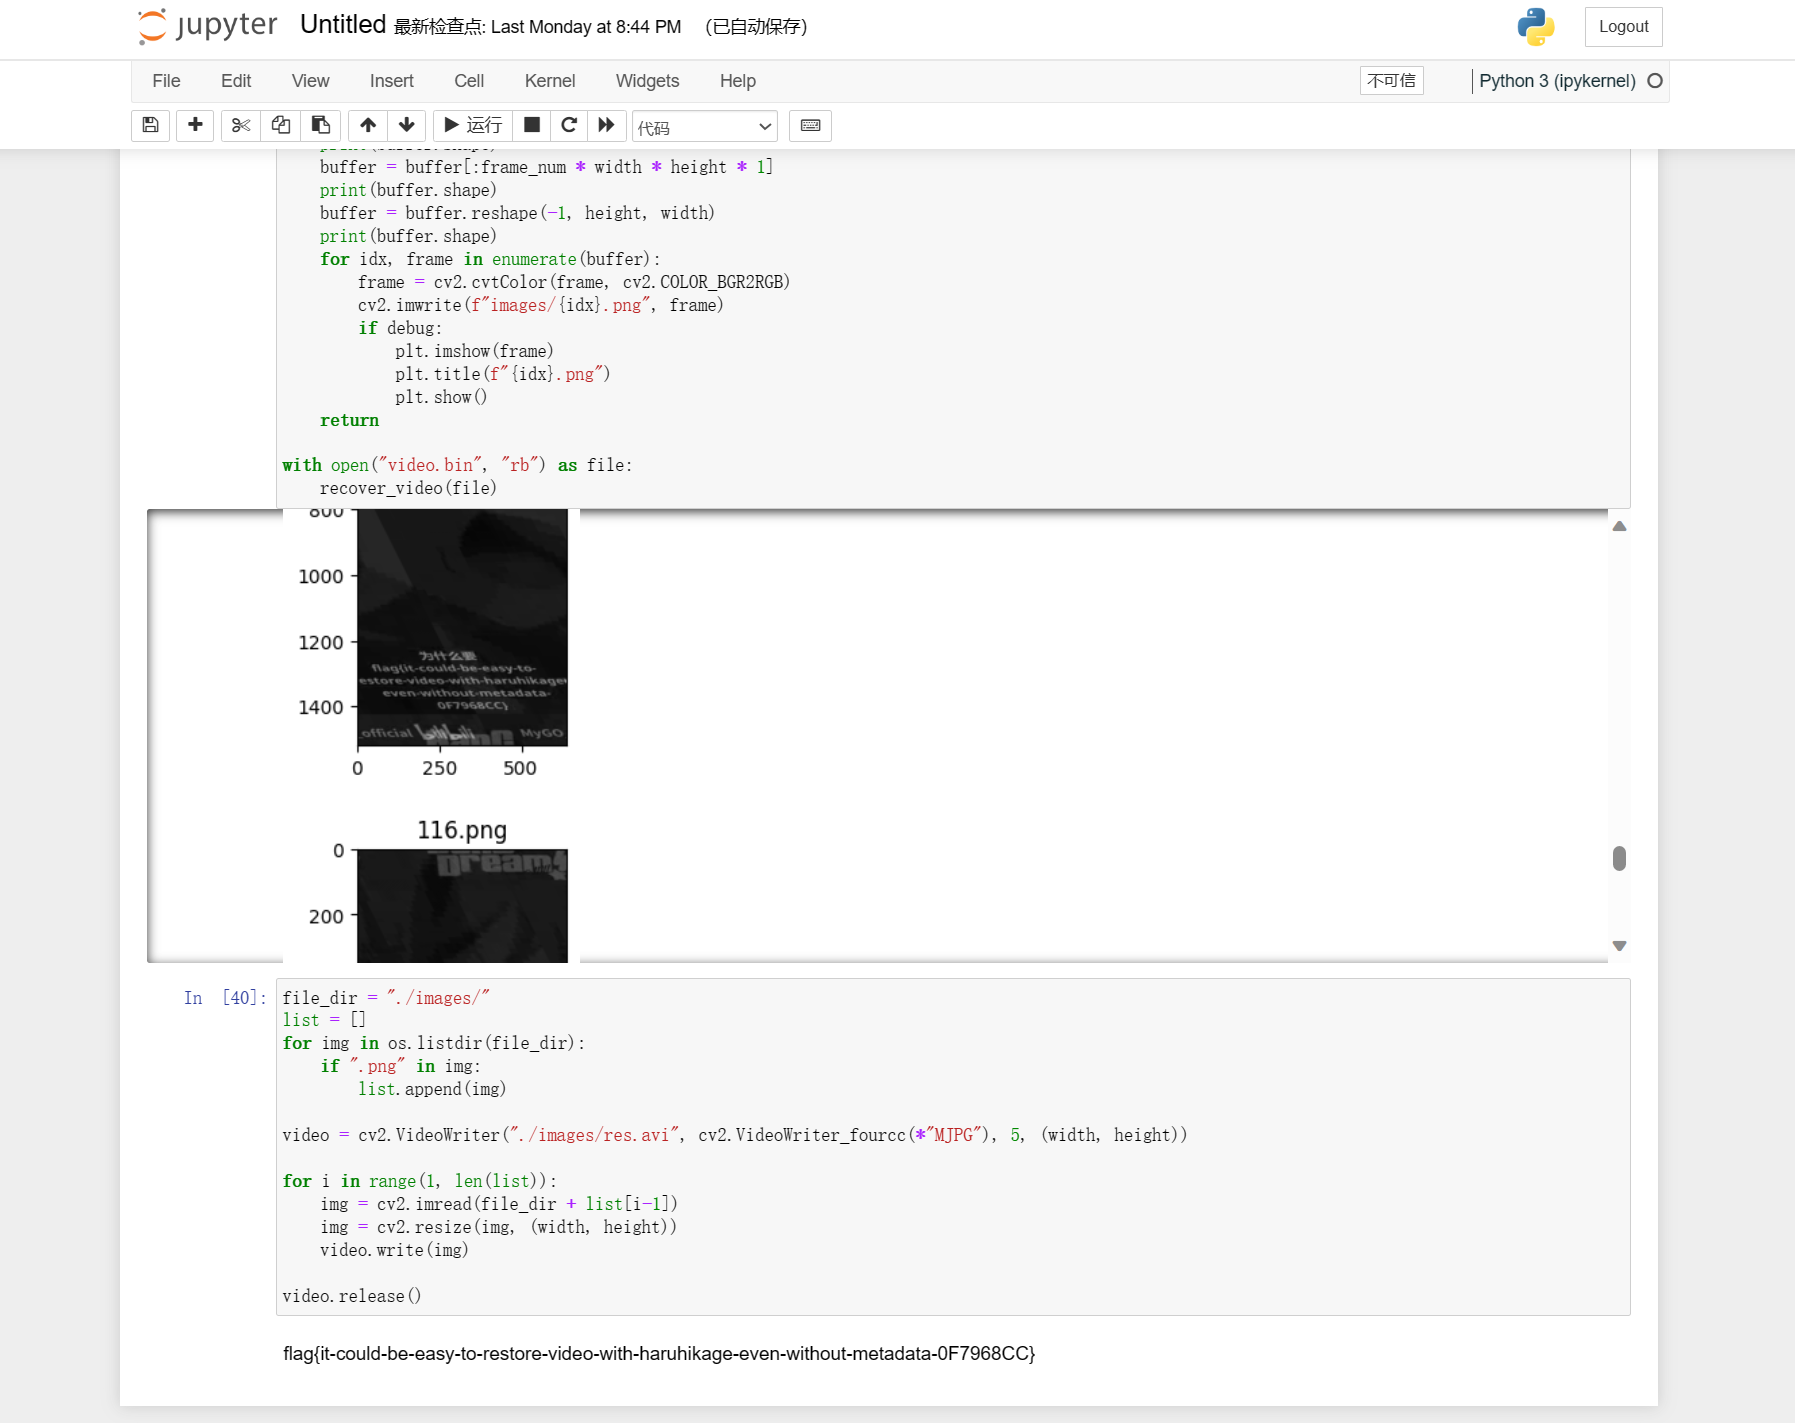 jupyter Untitled 最新检查点: Last Monday at 8:44 PM (已自动保存)
Logout
File Edit View Insert Cell Kernel Widgets Help
不可信
Python 3 (ipykernel)
运行
代码
print(buffer.shape)
buffer = buffer[:frame_num * width * height * 1]
print(buffer.shape)
buffer = buffer.reshape(-1, height, width)
print(buffer.shape)
for idx, frame in enumerate(buffer):
frame = cv2.cvtColor(frame, cv2.COLOR_BGR2RGB)
cv2.imwrite(f"images/{idx}.png", frame)
if debug:
plt.imshow(frame)
plt.title(f"{idx}.png")
plt.show()
return
with open("video.bin", "rb") as file:
recover_video(file)
800
1000
1200
为什么要
flag{it-could-be-easy-to-
estore-video-with-haruhikage
even-without-metadata-
0F7968CC}
1400
_official bilibili MyGO
0 250 500
116.png
0
Dream
200
In [40]:
file_dir = "./images/"
list = []
for img in os.listdir(file_dir):
if ".png" in img:
list.append(img)
video = cv2.VideoWriter("./images/res.avi", cv2.VideoWriter_fourcc(*"MJPG"), 5, (width, height))
for i in range(1, len(list)):
img = cv2.imread(file_dir + list[i-1])
img = cv2.resize(img, (width, height))
video.write(img)
video.release()
flag{it-could-be-easy-to-restore-video-with-haruhikage-even-without-metadata-0F7968CC}